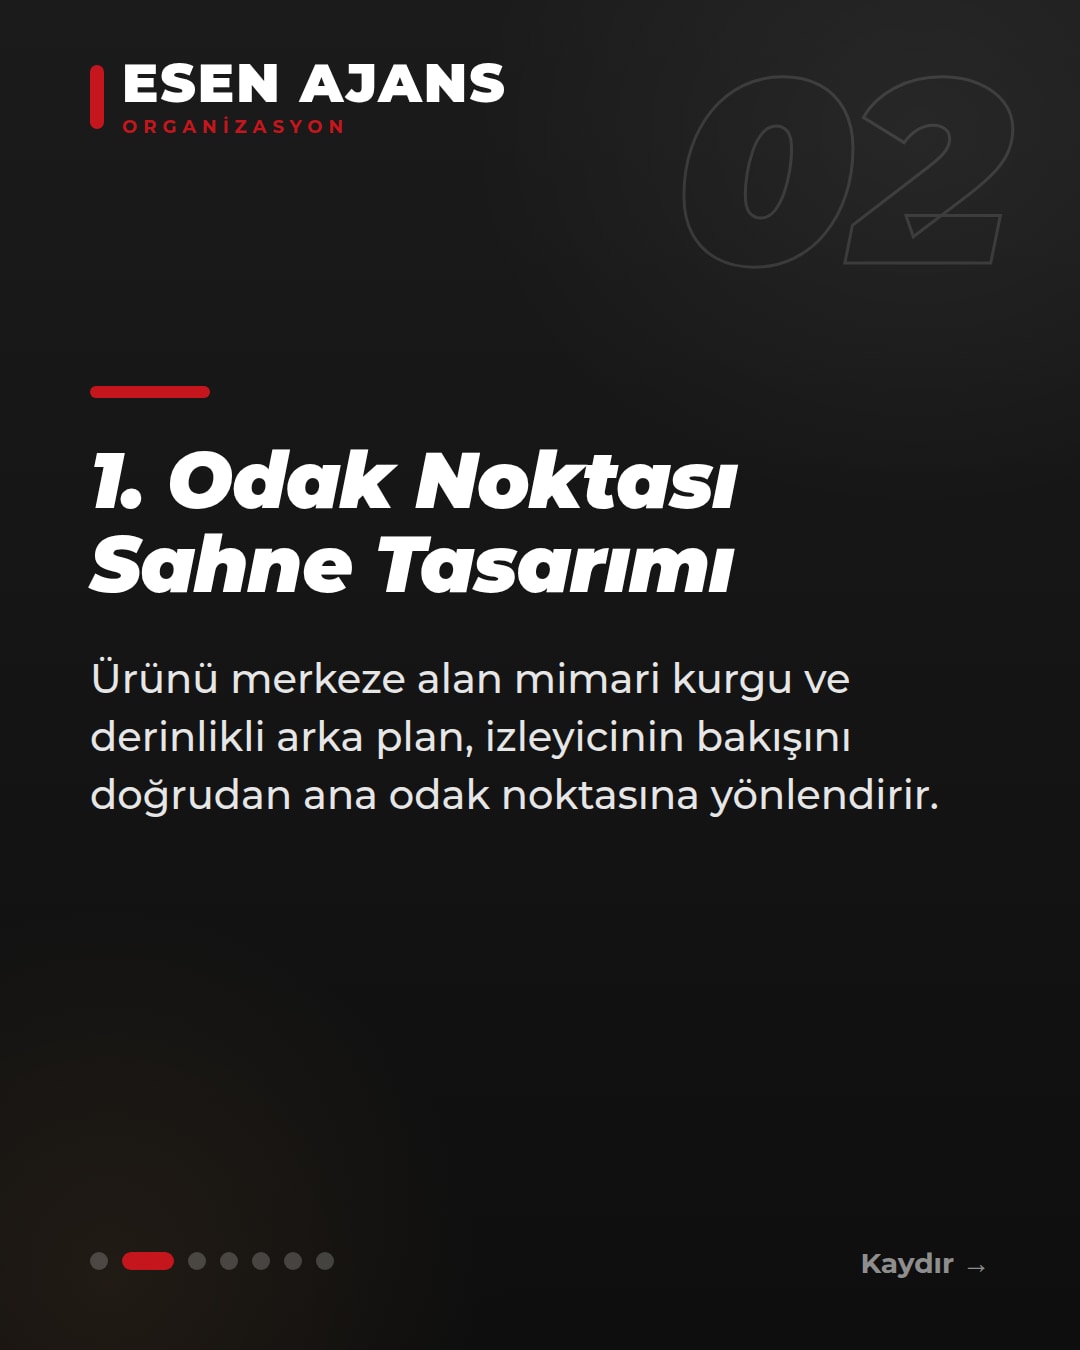 ESEN AJANS
ORGANİZASYON
02
1. Odak Noktası
Sahne Tasarımı
Ürünü merkeze alan mimari kurgu ve
derinlikli arka plan, izleyicinin bakışını
doğrudan ana odak noktasına yönlendirir.
Kaydır →